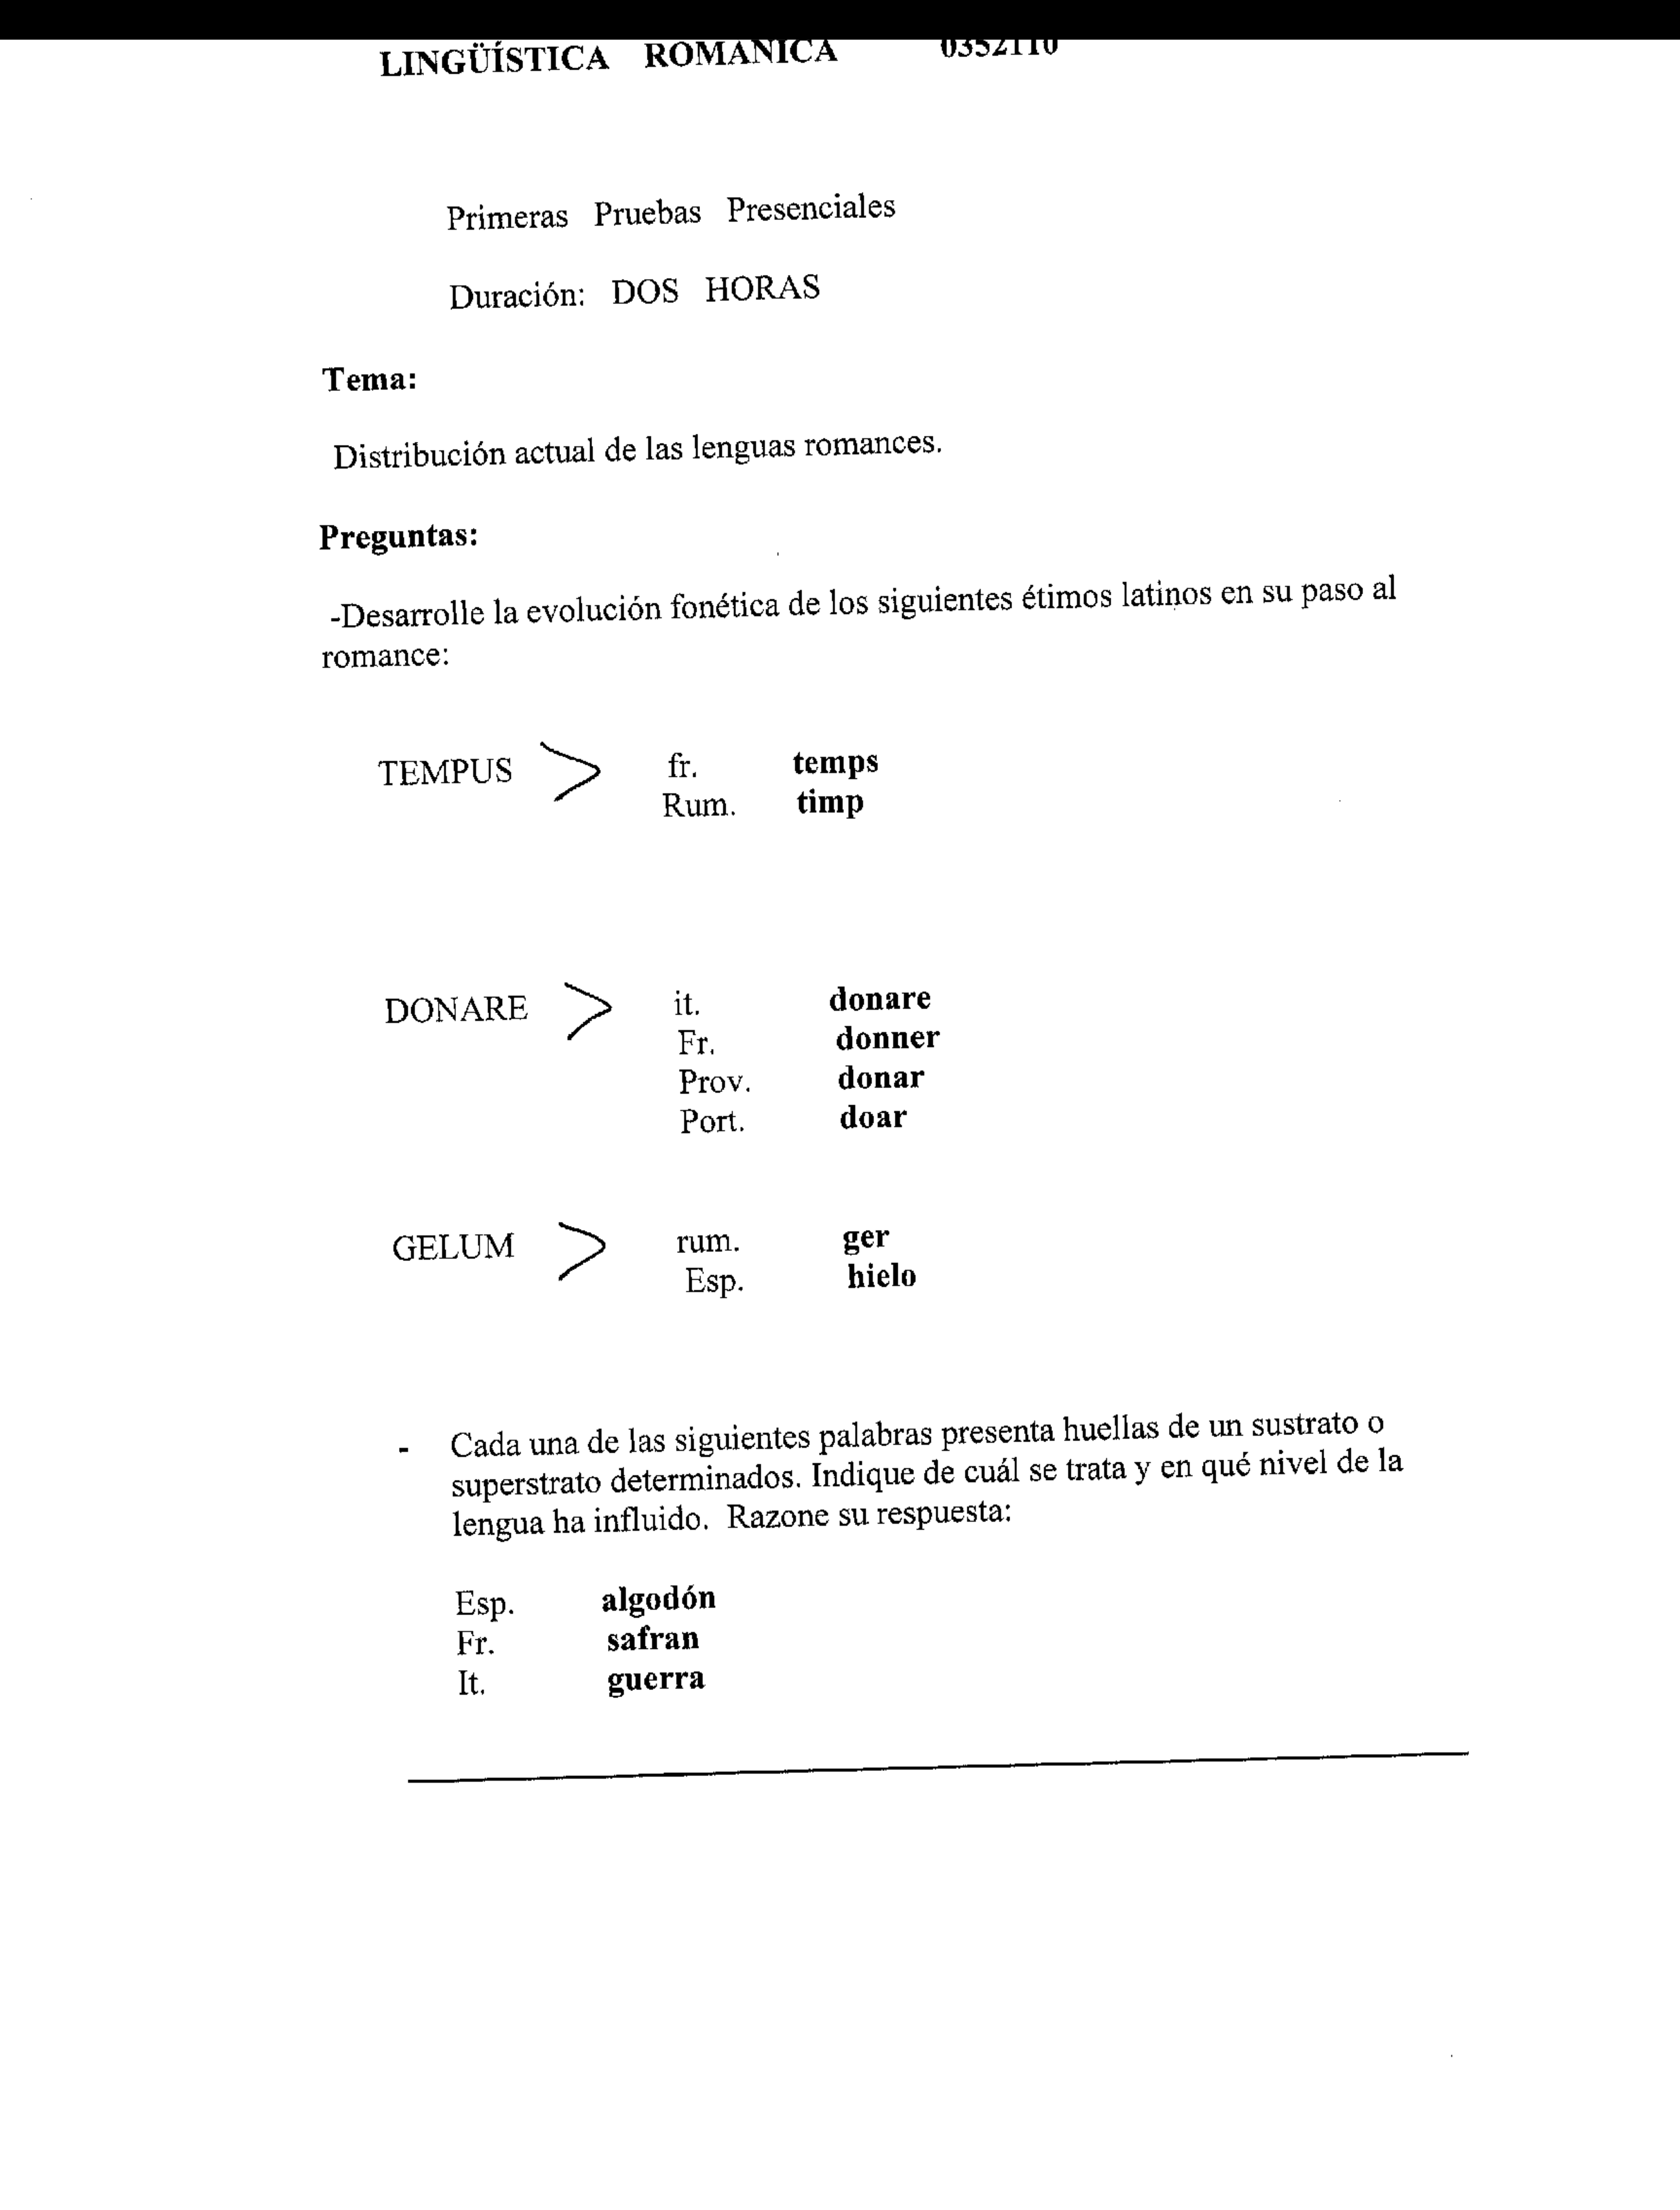 LINGÜÍSTICA ROMANICA 0352110
Primeras Pruebas Presenciales
Duración: DOS HORAS
Tema:
Distribución actual de las lenguas romances.
Preguntas:
-Desarrolle la evolución fonética de los siguientes étimos latinos en su paso al
romance:
TEMPUS > fr. temps
Rum. timp
DONARE > it. donare
Fr. donner
Prov. donar
Port. doar
GELUM > rum. ger
Esp. hielo
- Cada una de las siguientes palabras presenta huellas de un sustrato o
superstrato determinados. Indique de cuál se trata y en qué nivel de la
lengua ha influido. Razone su respuesta:
Esp. algodón
Fr. safran
It. guerra